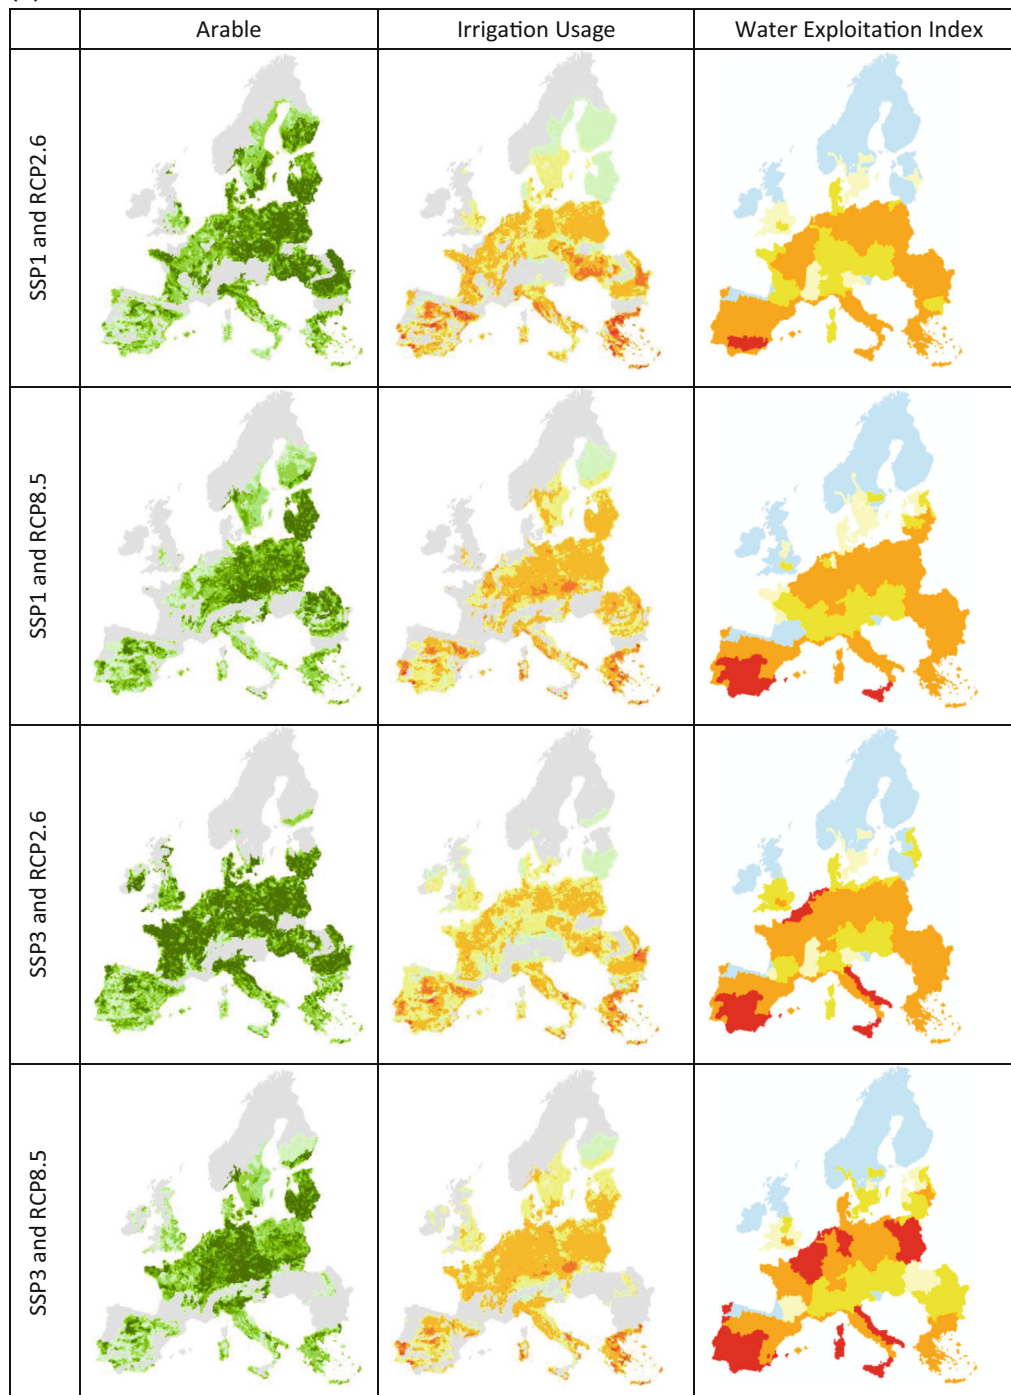 Arable
Irrigation Usage
Water Exploitation Index
SSP1 and RCP2.6
SSP1 and RCP8.5
SSP3 and RCP2.6
SSP3 and RCP8.5